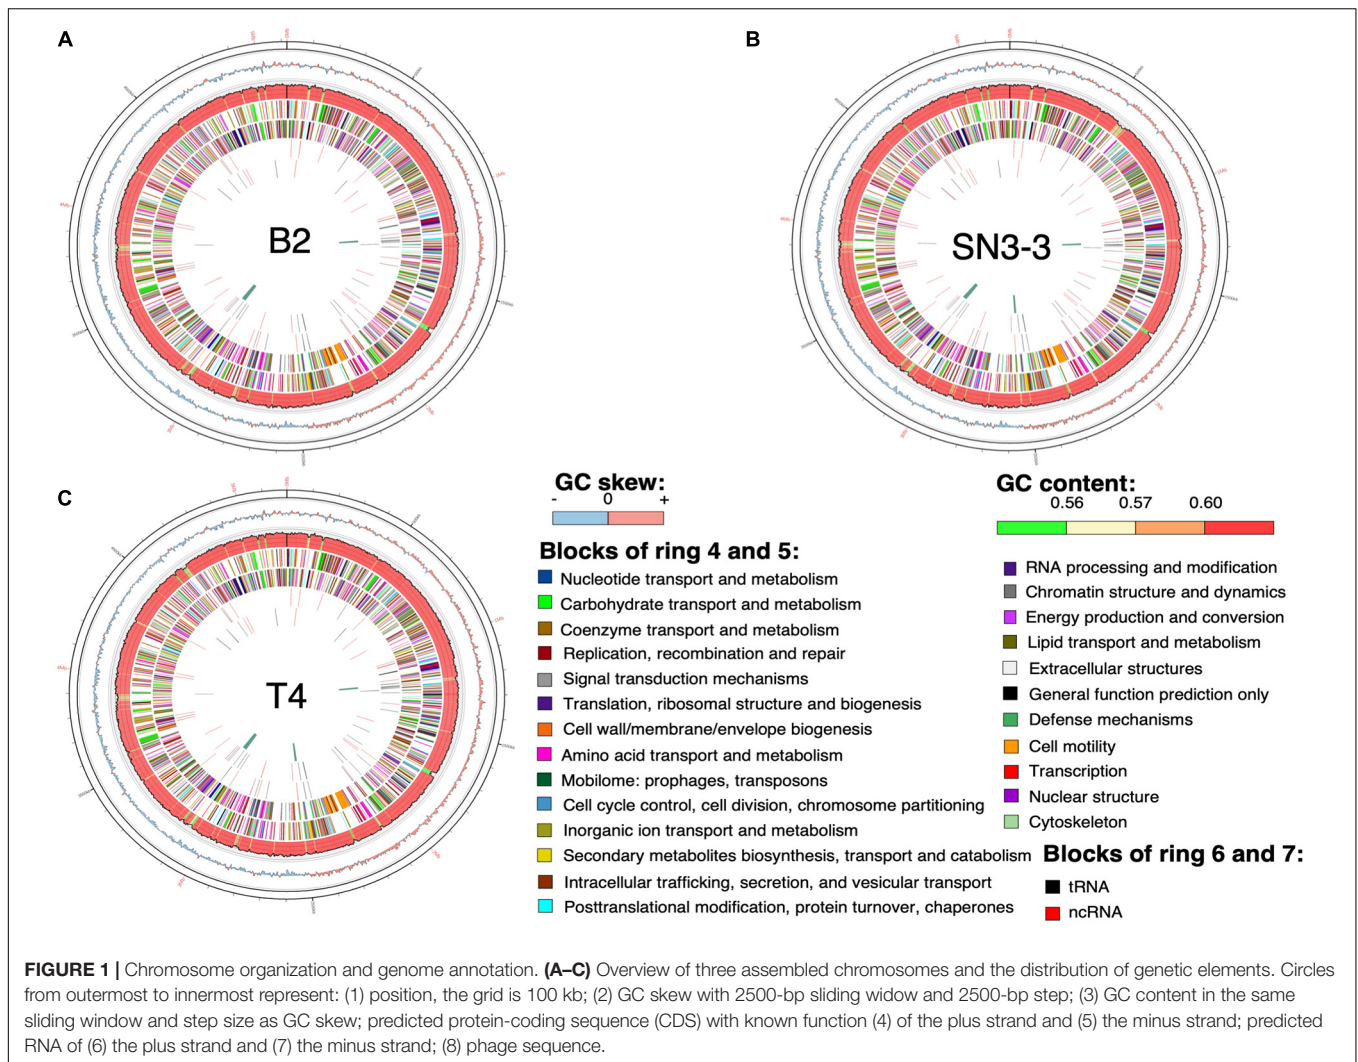 A
B2
B
SN3-3
C
T4
GC skew:
- 0 +
GC content:
0.56 0.57 0.60
Blocks of ring 4 and 5:
Nucleotide transport and metabolism
Carbohydrate transport and metabolism
Coenzyme transport and metabolism
Replication, recombination and repair
Signal transduction mechanisms
Translation, ribosomal structure and biogenesis
Cell wall/membrane/envelope biogenesis
Amino acid transport and metabolism
Mobilome: prophages, transposons
Cell cycle control, cell division, chromosome partitioning
Inorganic ion transport and metabolism
Secondary metabolites biosynthesis, transport and catabolism
Intracellular trafficking, secretion, and vesicular transport
Posttranslational modification, protein turnover, chaperones
RNA processing and modification
Chromatin structure and dynamics
Energy production and conversion
Lipid transport and metabolism
Extracellular structures
General function prediction only
Defense mechanisms
Cell motility
Transcription
Nuclear structure
Cytoskeleton
Blocks of ring 6 and 7:
tRNA
ncRNA
FIGURE 1 | Chromosome organization and genome annotation. (A–C) Overview of three assembled chromosomes and the distribution of genetic elements. Circles
from outermost to innermost represent: (1) position, the grid is 100 kb; (2) GC skew with 2500-bp sliding widow and 2500-bp step; (3) GC content in the same
sliding window and step size as GC skew; predicted protein-coding sequence (CDS) with known function (4) of the plus strand and (5) the minus strand; predicted
RNA of (6) the plus strand and (7) the minus strand; (8) phage sequence.